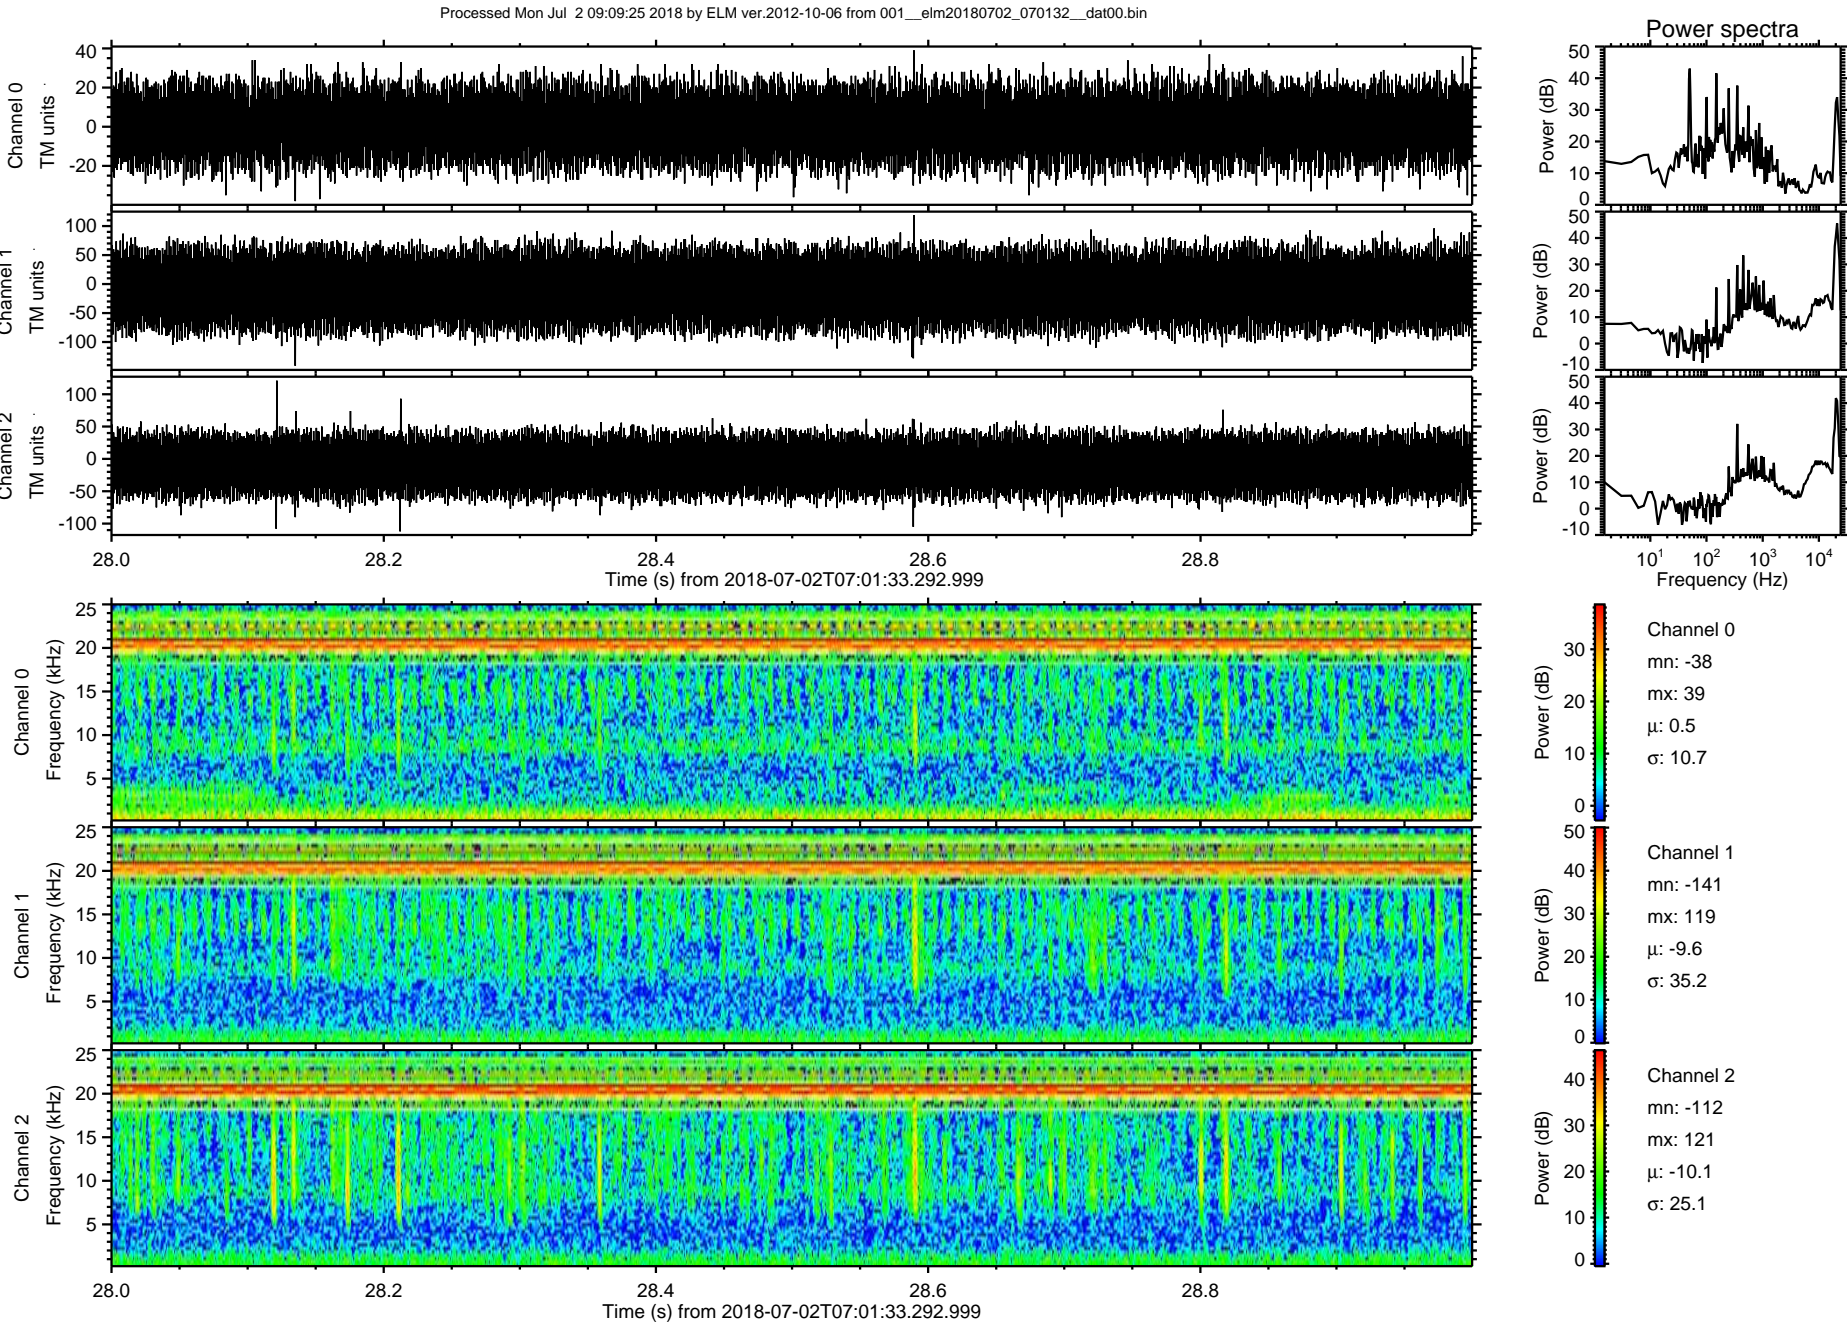 Processed Mon Jul 2 09:09:25 2018 by ELM ver.2012-10-06 from 001__elm20180702_070132__dat00.bin
Power spectra
Channel 0
TM units
40
20
0
-20
Power (dB)
50
40
30
20
10
0
Channel 1
TM units
100
50
0
-50
-100
Power (dB)
50
40
30
20
10
0
-10
Channel 2
TM units
100
50
0
-50
-100
Power (dB)
50
40
30
20
10
0
-10
28.0 28.2 28.4 28.6 28.8
Time (s) from 2018-07-02T07:01:33.292.999
10^1 10^2 10^3 10^4
Frequency (Hz)
Channel 0
Frequency (kHz)
25
20
15
10
5
Power (dB)
30
20
10
0
Channel 0
mn: -38
mx: 39
μ: 0.5
σ: 10.7
Channel 1
Frequency (kHz)
25
20
15
10
5
Power (dB)
50
40
30
20
10
0
Channel 1
mn: -141
mx: 119
μ: -9.6
σ: 35.2
Channel 2
Frequency (kHz)
25
20
15
10
5
Power (dB)
40
30
20
10
0
Channel 2
mn: -112
mx: 121
μ: -10.1
σ: 25.1
28.0 28.2 28.4 28.6 28.8
Time (s) from 2018-07-02T07:01:33.292.999